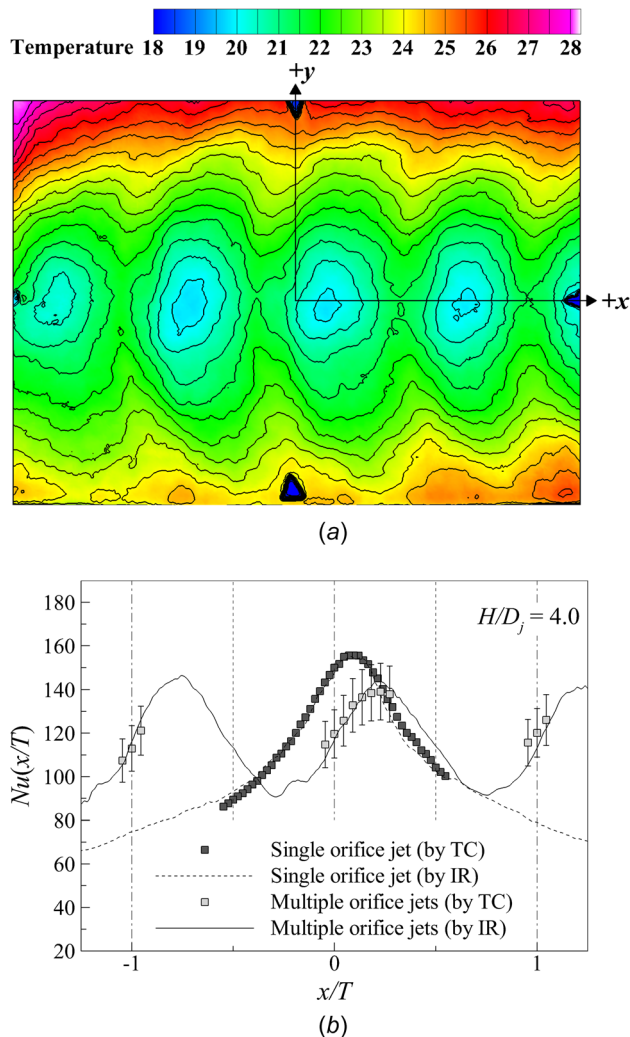 Temperature 18 19 20 21 22 23 24 25 26 27 28
+y
+x
(a)
180
160
140
120
100
80
60
40
20
Nu(x/T)
H/Dj = 4.0
Single orifice jet (by TC)
Single orifice jet (by IR)
Multiple orifice jets (by TC)
Multiple orifice jets (by IR)
-1 0 1
x/T
(b)